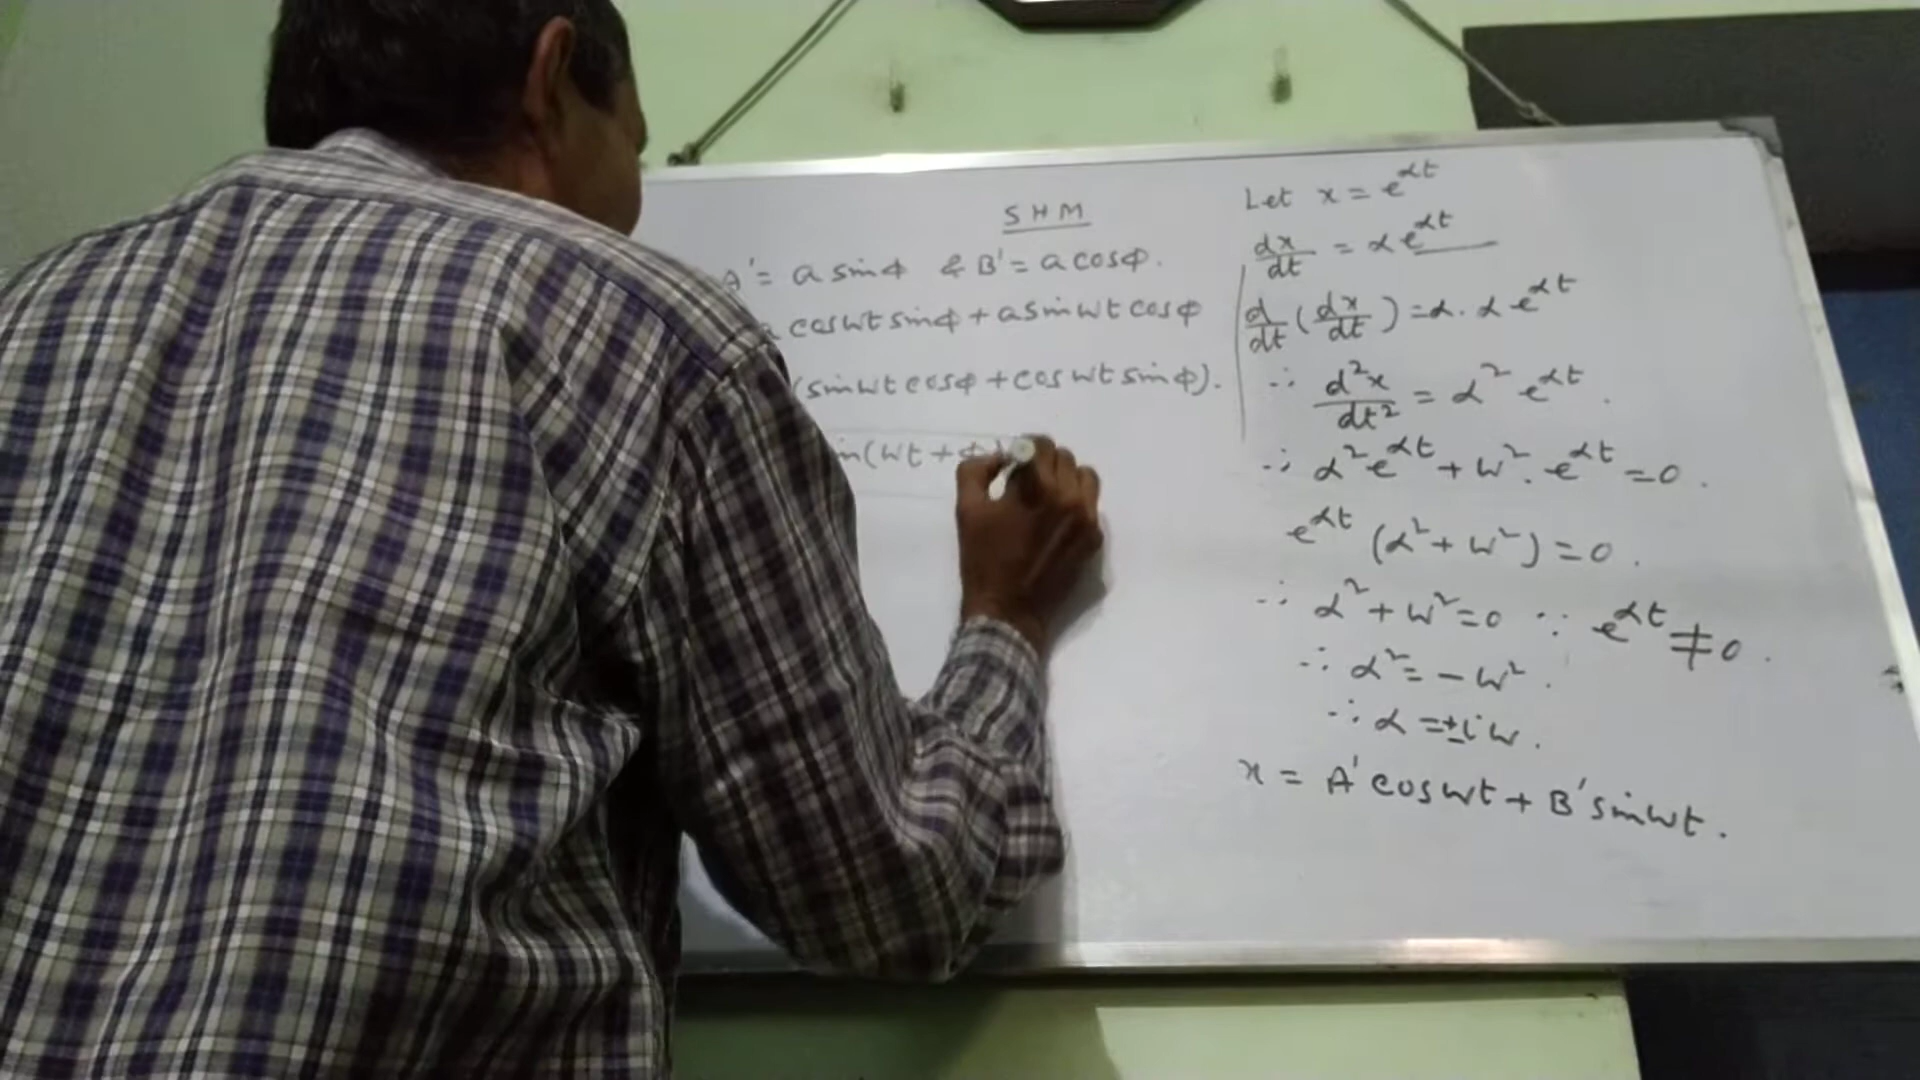 SHM
A' = a sinϕ & B' = a cosϕ.
a cosωt sinϕ + a sinωt cosϕ
(sinωt cosϕ + cosωt sinϕ).
in(ωt + ϕ)
Let x = e^αt
dx/dt = α e^αt
d/dt (dx/dt) = α . α e^αt
∴ d²x/dt² = α² e^αt .
∴ α² e^αt + ω² . e^αt = 0 .
e^αt (α² + ω²) = 0 .
∴ α² + ω² = 0 ∵ e^αt ≠ 0 .
∴ α² = - ω² .
∴ α = ± i ω .
x = A' cosωt + B' sinωt .